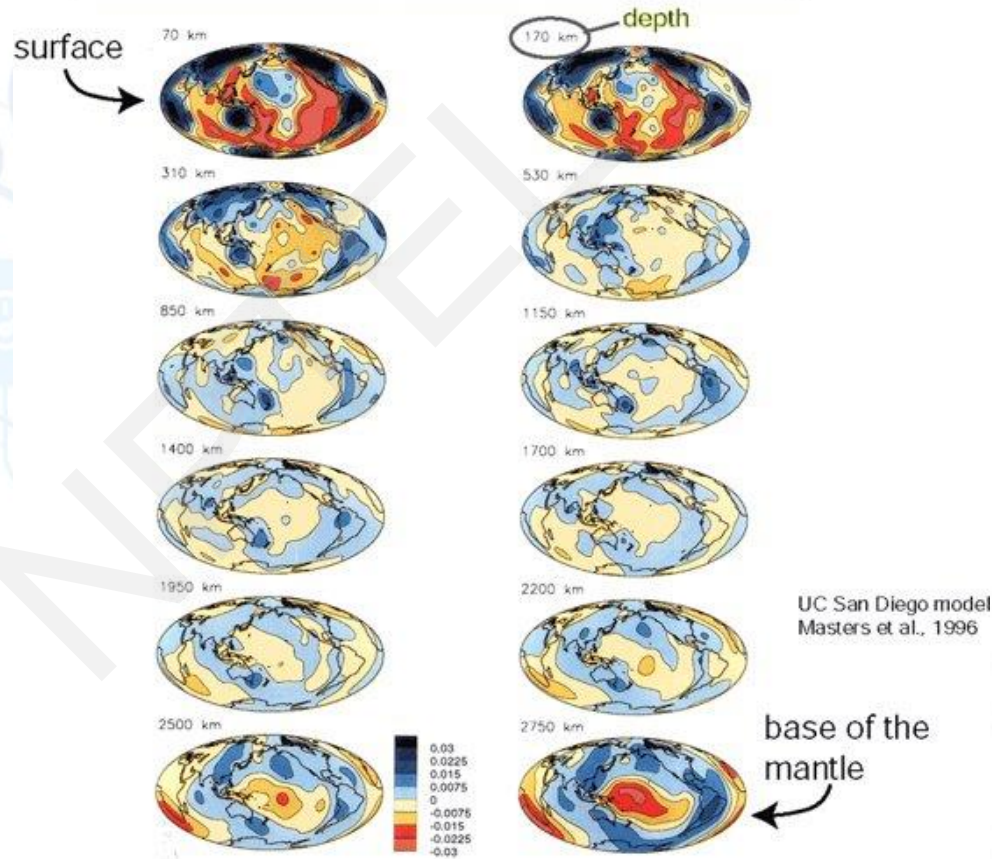 depth
70 km
170 km
surface
310 km
530 km
850 km
1150 km
1400 km
1700 km
1950 km
2200 km
UC San Diego model
Masters et al., 1996
2500 km
2750 km
base of the
mantle
0.03
0.0225
0.015
0.0075
0
-0.0075
-0.015
-0.0225
-0.03
NPTEL